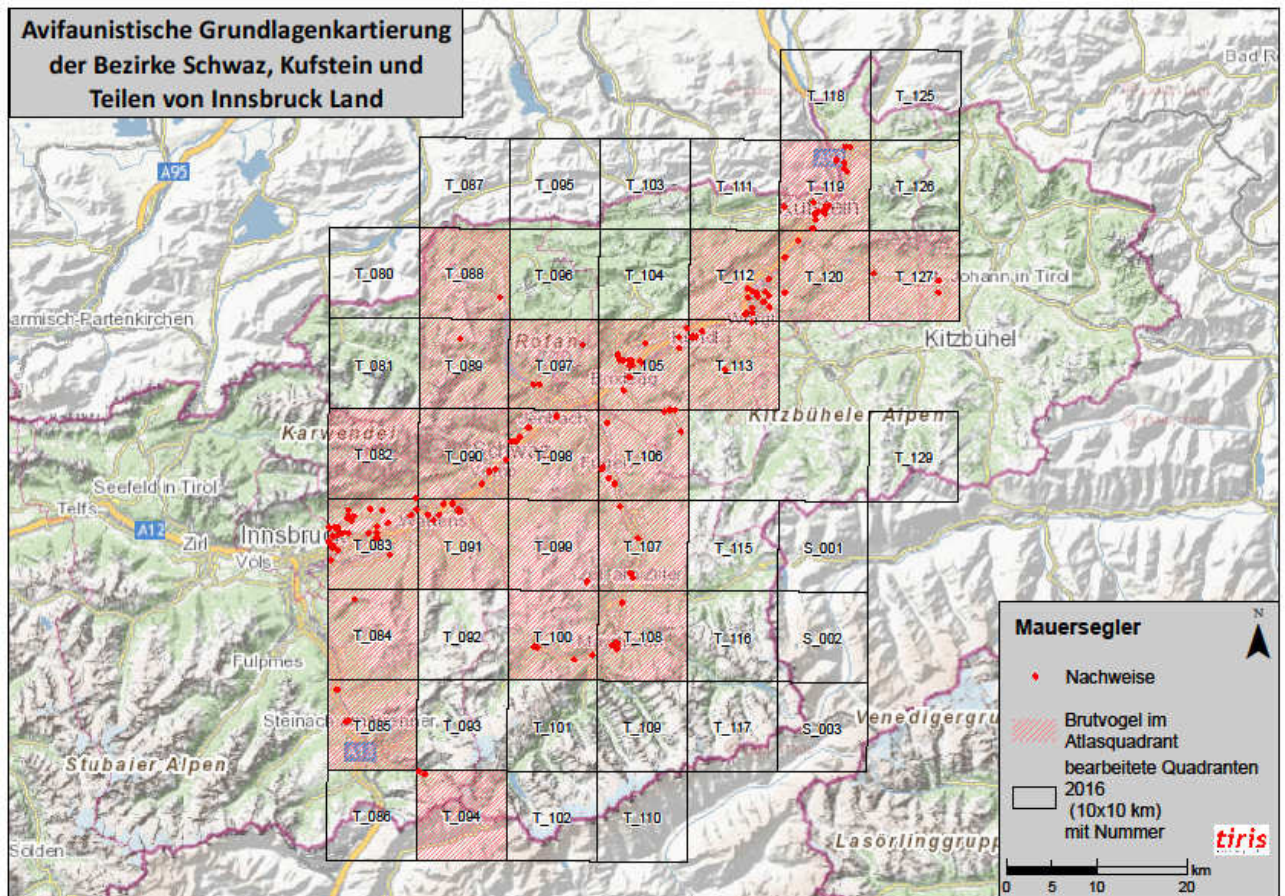 Avifaunistische Grundlagenkartierung
der Bezirke Schwaz, Kufstein und
Teilen von Innsbruck Land
T_118
T_125
A95
T_087
T_095
T_103
T_111
T_119
T_126
T_080
T_088
T_096
T_104
T_112
T_120
T_127
Johann in Tirol
armisch-Partenkirchen
Kitzbühel
Rofan
T_081
T_089
T_097
T_105
T_113
Kitzbüheler Alpen
Karwendel
T_082
T_090
T_098
T_106
T_129
Seefeld in Tirol
Telfs
A12
Zirl
Innsbruck
Völs
T_083
T_091
T_099
T_107
T_115
S_001
T_084
T_092
T_100
T_108
T_116
S_002
Fulpmes
T_085
T_093
T_101
T_109
T_117
S_003
Steinach
A13
Venedigergru
Stubaier Alpen
T_086
T_094
T_102
T_110
Sölden
Lasörlinggrupp
Mauersegler
N
Nachweise
Brutvogel im
Atlasquadrant
bearbeitete Quadranten
2016
(10x10 km)
mit Nummer
tiris
km
0 5 10 20